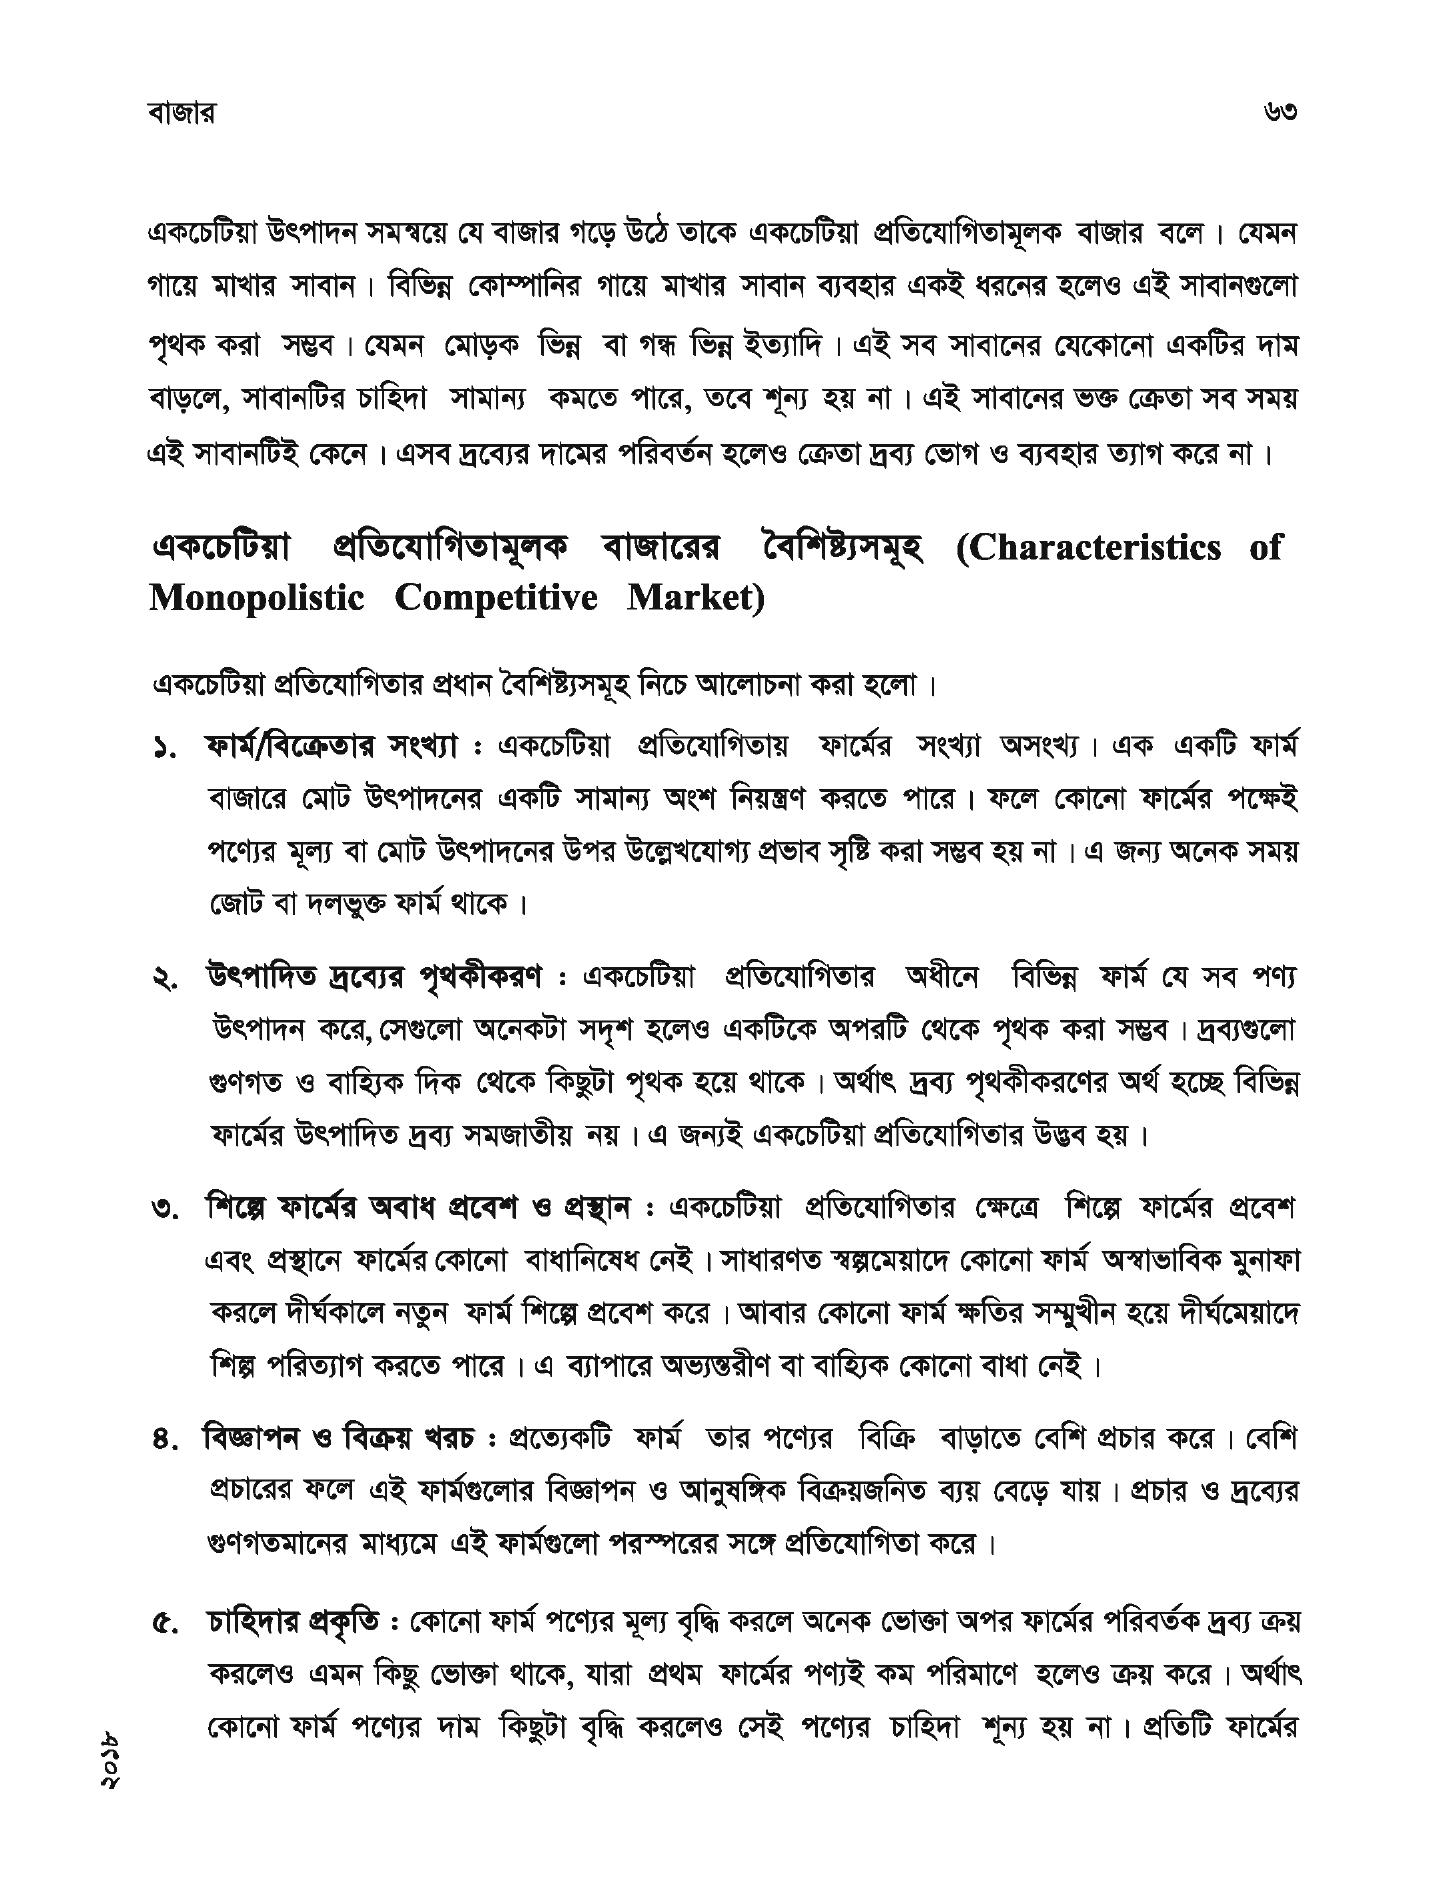 বাজার ৬৩
একচেটিয়া উৎপাদন সমন্বয়ে যে বাজার গড়ে উঠে তাকে একচেটিয়া প্রতিযোগিতামূলক বাজার বলে। যেমন
গায়ে মাখার সাবান। বিভিন্ন কোম্পানির গায়ে মাখার সাবান ব্যবহার একই ধরনের হলেও এই সাবানগুলো
পৃথক করা সম্ভব। যেমন মোড়ক ভিন্ন বা গন্ধ ভিন্ন ইত্যাদি। এই সব সাবানের যেকোনো একটির দাম
বাড়লে, সাবানটির চাহিদা সামান্য কমতে পারে, তবে শূন্য হয় না। এই সাবানের ভক্ত ক্রেতা সব সময়
এই সাবানটিই কেনে। এসব দ্রব্যের দামের পরিবর্তন হলেও ক্রেতা দ্রব্য ভোগ ও ব্যবহার ত্যাগ করে না।
একচেটিয়া প্রতিযোগিতামূলক বাজারের বৈশিষ্ট্যসমূহ (Characteristics of
Monopolistic Competitive Market)
একচেটিয়া প্রতিযোগিতার প্রধান বৈশিষ্ট্যসমূহ নিচে আলোচনা করা হলো।
১. ফার্ম/বিক্রেতার সংখ্যা : একচেটিয়া প্রতিযোগিতায় ফার্মের সংখ্যা অসংখ্য। এক একটি ফার্ম
বাজারে মোট উৎপাদনের একটি সামান্য অংশ নিয়ন্ত্রণ করতে পারে। ফলে কোনো ফার্মের পক্ষেই
পণ্যের মূল্য বা মোট উৎপাদনের উপর উল্লেখযোগ্য প্রভাব সৃষ্টি করা সম্ভব হয় না। এ জন্য অনেক সময়
জোট বা দলভুক্ত ফার্ম থাকে।
২. উৎপাদিত দ্রব্যের পৃথকীকরণ : একচেটিয়া প্রতিযোগিতার অধীনে বিভিন্ন ফার্ম যে সব পণ্য
উৎপাদন করে, সেগুলো অনেকটা সদৃশ হলেও একটিকে অপরটি থেকে পৃথক করা সম্ভব। দ্রব্যগুলো
গুণগত ও বাহ্যিক দিক থেকে কিছুটা পৃথক হয়ে থাকে। অর্থাৎ দ্রব্য পৃথকীকরণের অর্থ হচ্ছে বিভিন্ন
ফার্মের উৎপাদিত দ্রব্য সমজাতীয় নয়। এ জন্যই একচেটিয়া প্রতিযোগিতার উদ্ভব হয়।
৩. শিল্পে ফার্মের অবাধ প্রবেশ ও প্রস্থান : একচেটিয়া প্রতিযোগিতার ক্ষেত্রে শিল্পে ফার্মের প্রবেশ
এবং প্রস্থানে ফার্মের কোনো বাধানিষেধ নেই। সাধারণত স্বল্পমেয়াদে কোনো ফার্ম অস্বাভাবিক মুনাফা
করলে দীর্ঘকালে নতুন ফার্ম শিল্পে প্রবেশ করে। আবার কোনো ফার্ম ক্ষতির সম্মুখীন হয়ে দীর্ঘমেয়াদে
শিল্প পরিত্যাগ করতে পারে। এ ব্যাপারে অভ্যন্তরীণ বা বাহ্যিক কোনো বাধা নেই।
৪. বিজ্ঞাপন ও বিক্রয় খরচ : প্রত্যেকটি ফার্ম তার পণ্যের বিক্রি বাড়াতে বেশি প্রচার করে। বেশি
প্রচারের ফলে এই ফার্মগুলোর বিজ্ঞাপন ও আনুষঙ্গিক বিক্রয়জনিত ব্যয় বেড়ে যায়। প্রচার ও দ্রব্যের
গুণগতমানের মাধ্যমে এই ফার্মগুলো পরস্পরের সঙ্গে প্রতিযোগিতা করে।
৫. চাহিদার প্রকৃতি : কোনো ফার্ম পণ্যের মূল্য বৃদ্ধি করলে অনেক ভোক্তা অপর ফার্মের পরিবর্তক দ্রব্য ক্রয়
করলেও এমন কিছু ভোক্তা থাকে, যারা প্রথম ফার্মের পণ্যই কম পরিমাণে হলেও ক্রয় করে। অর্থাৎ
কোনো ফার্ম পণ্যের দাম কিছুটা বৃদ্ধি করলেও সেই পণ্যের চাহিদা শূন্য হয় না। প্রতিটি ফার্মের
২০১৮